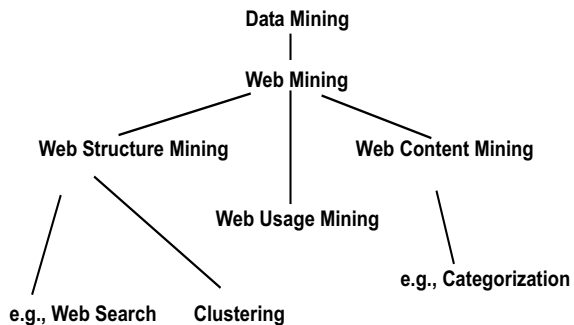 Data Mining
Web Mining
Web Structure Mining
Web Content Mining
Web Usage Mining
e.g., Categorization
e.g., Web Search
Clustering